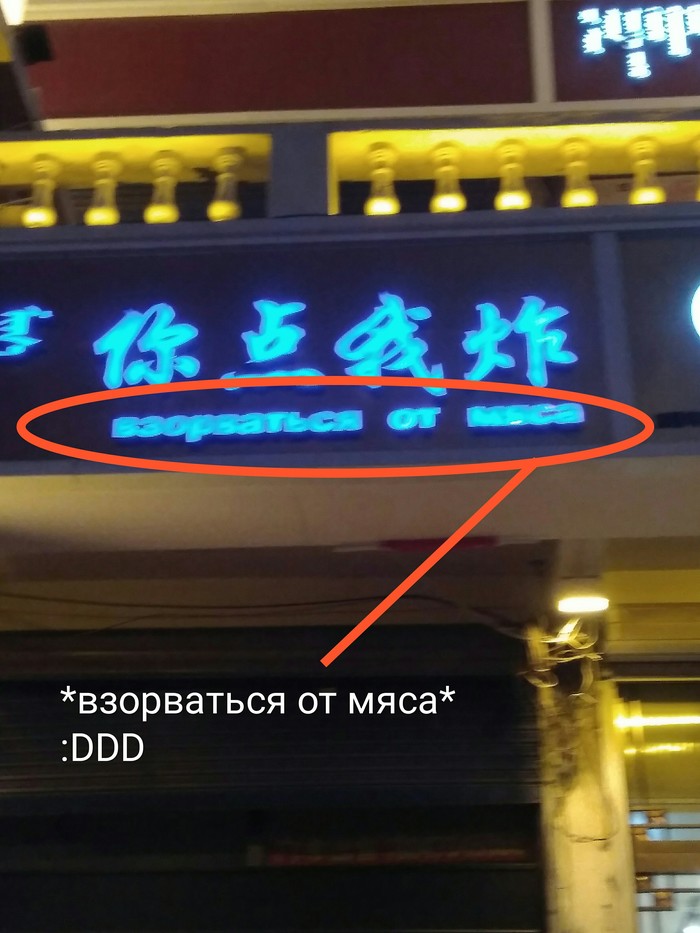 你点我炸
взорваться от мяса
*взорваться от мяса*
:DDD